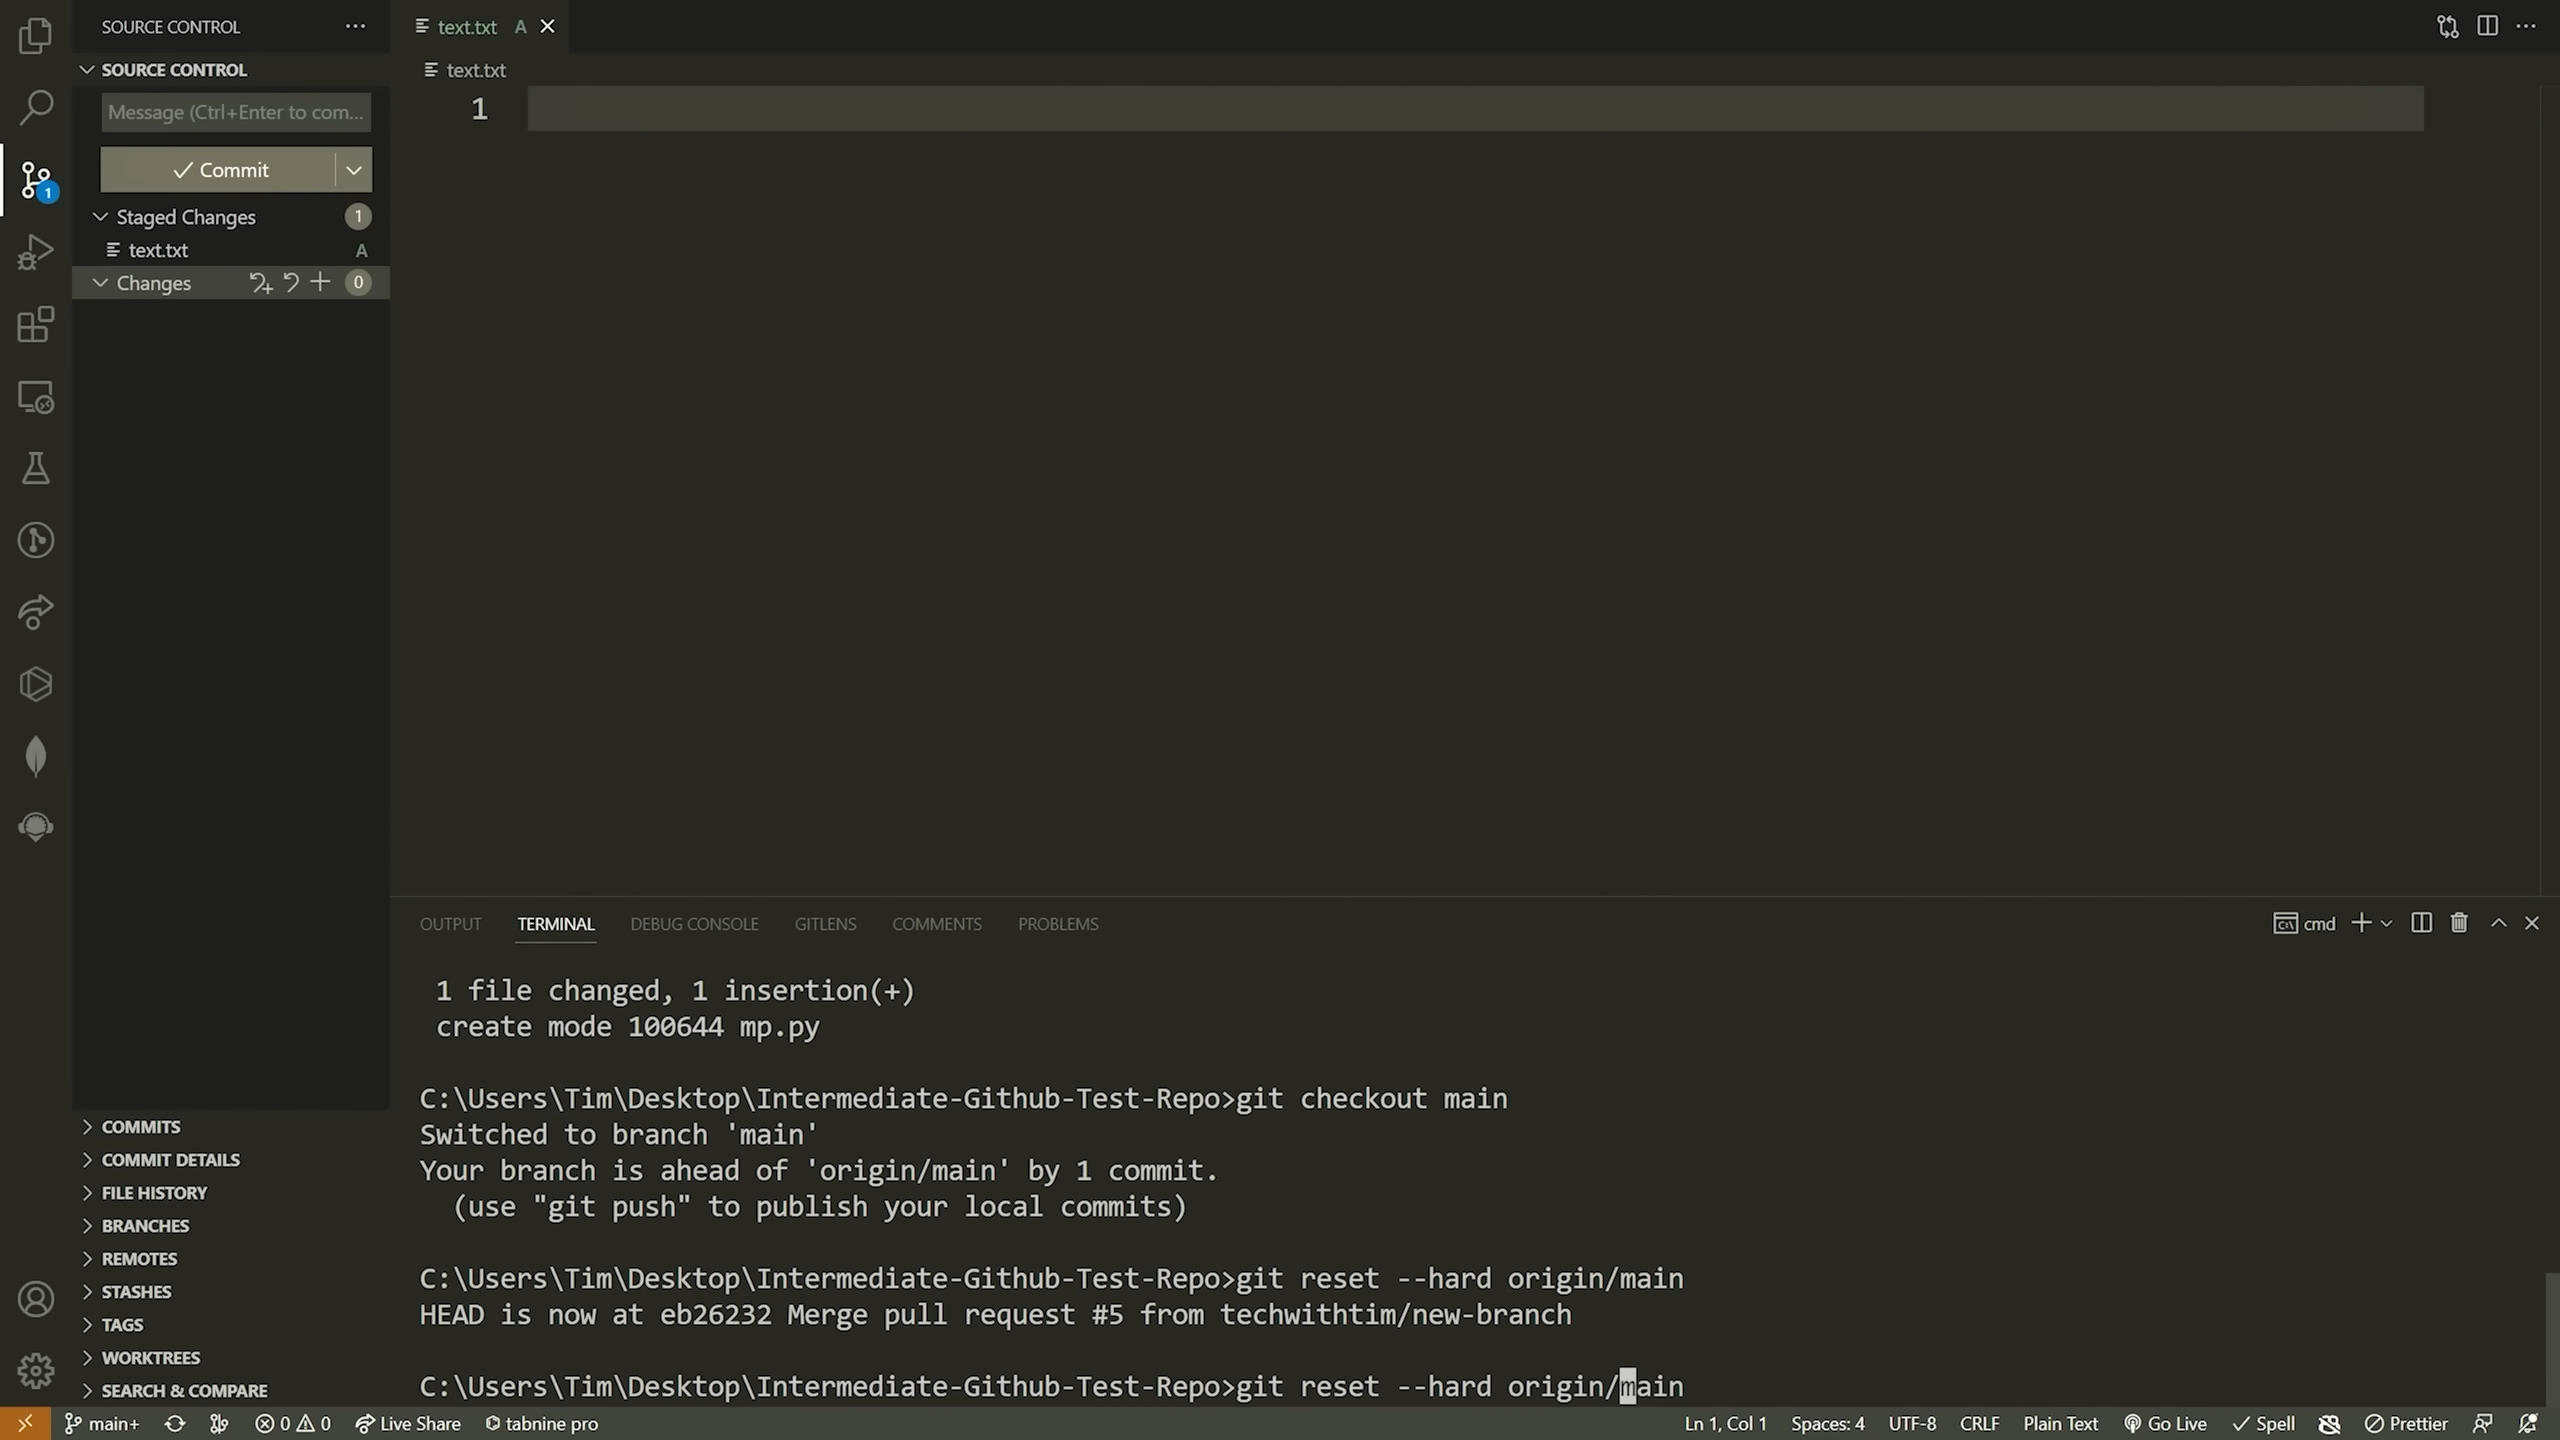 SOURCE CONTROL
SOURCE CONTROL
Message (Ctrl+Enter to com...
Commit
Staged Changes 1
text.txt A
Changes 0
COMMITS
COMMIT DETAILS
FILE HISTORY
BRANCHES
REMOTES
STASHES
TAGS
WORKTREES
SEARCH & COMPARE
1
text.txt A
text.txt
1
OUTPUT TERMINAL DEBUG CONSOLE GITLENS COMMENTS PROBLEMS
cmd
1 file changed, 1 insertion(+)
create mode 100644 mp.py
C:\Users\Tim\Desktop\Intermediate-Github-Test-Repo>git checkout main
Switched to branch 'main'
Your branch is ahead of 'origin/main' by 1 commit.
(use "git push" to publish your local commits)
C:\Users\Tim\Desktop\Intermediate-Github-Test-Repo>git reset --hard origin/main
HEAD is now at eb26232 Merge pull request #5 from techwithtim/new-branch
C:\Users\Tim\Desktop\Intermediate-Github-Test-Repo>git reset --hard origin/main
main+ 0 0 Live Share tabnine pro Ln 1, Col 1 Spaces: 4 UTF-8 CRLF Plain Text Go Live Spell Prettier